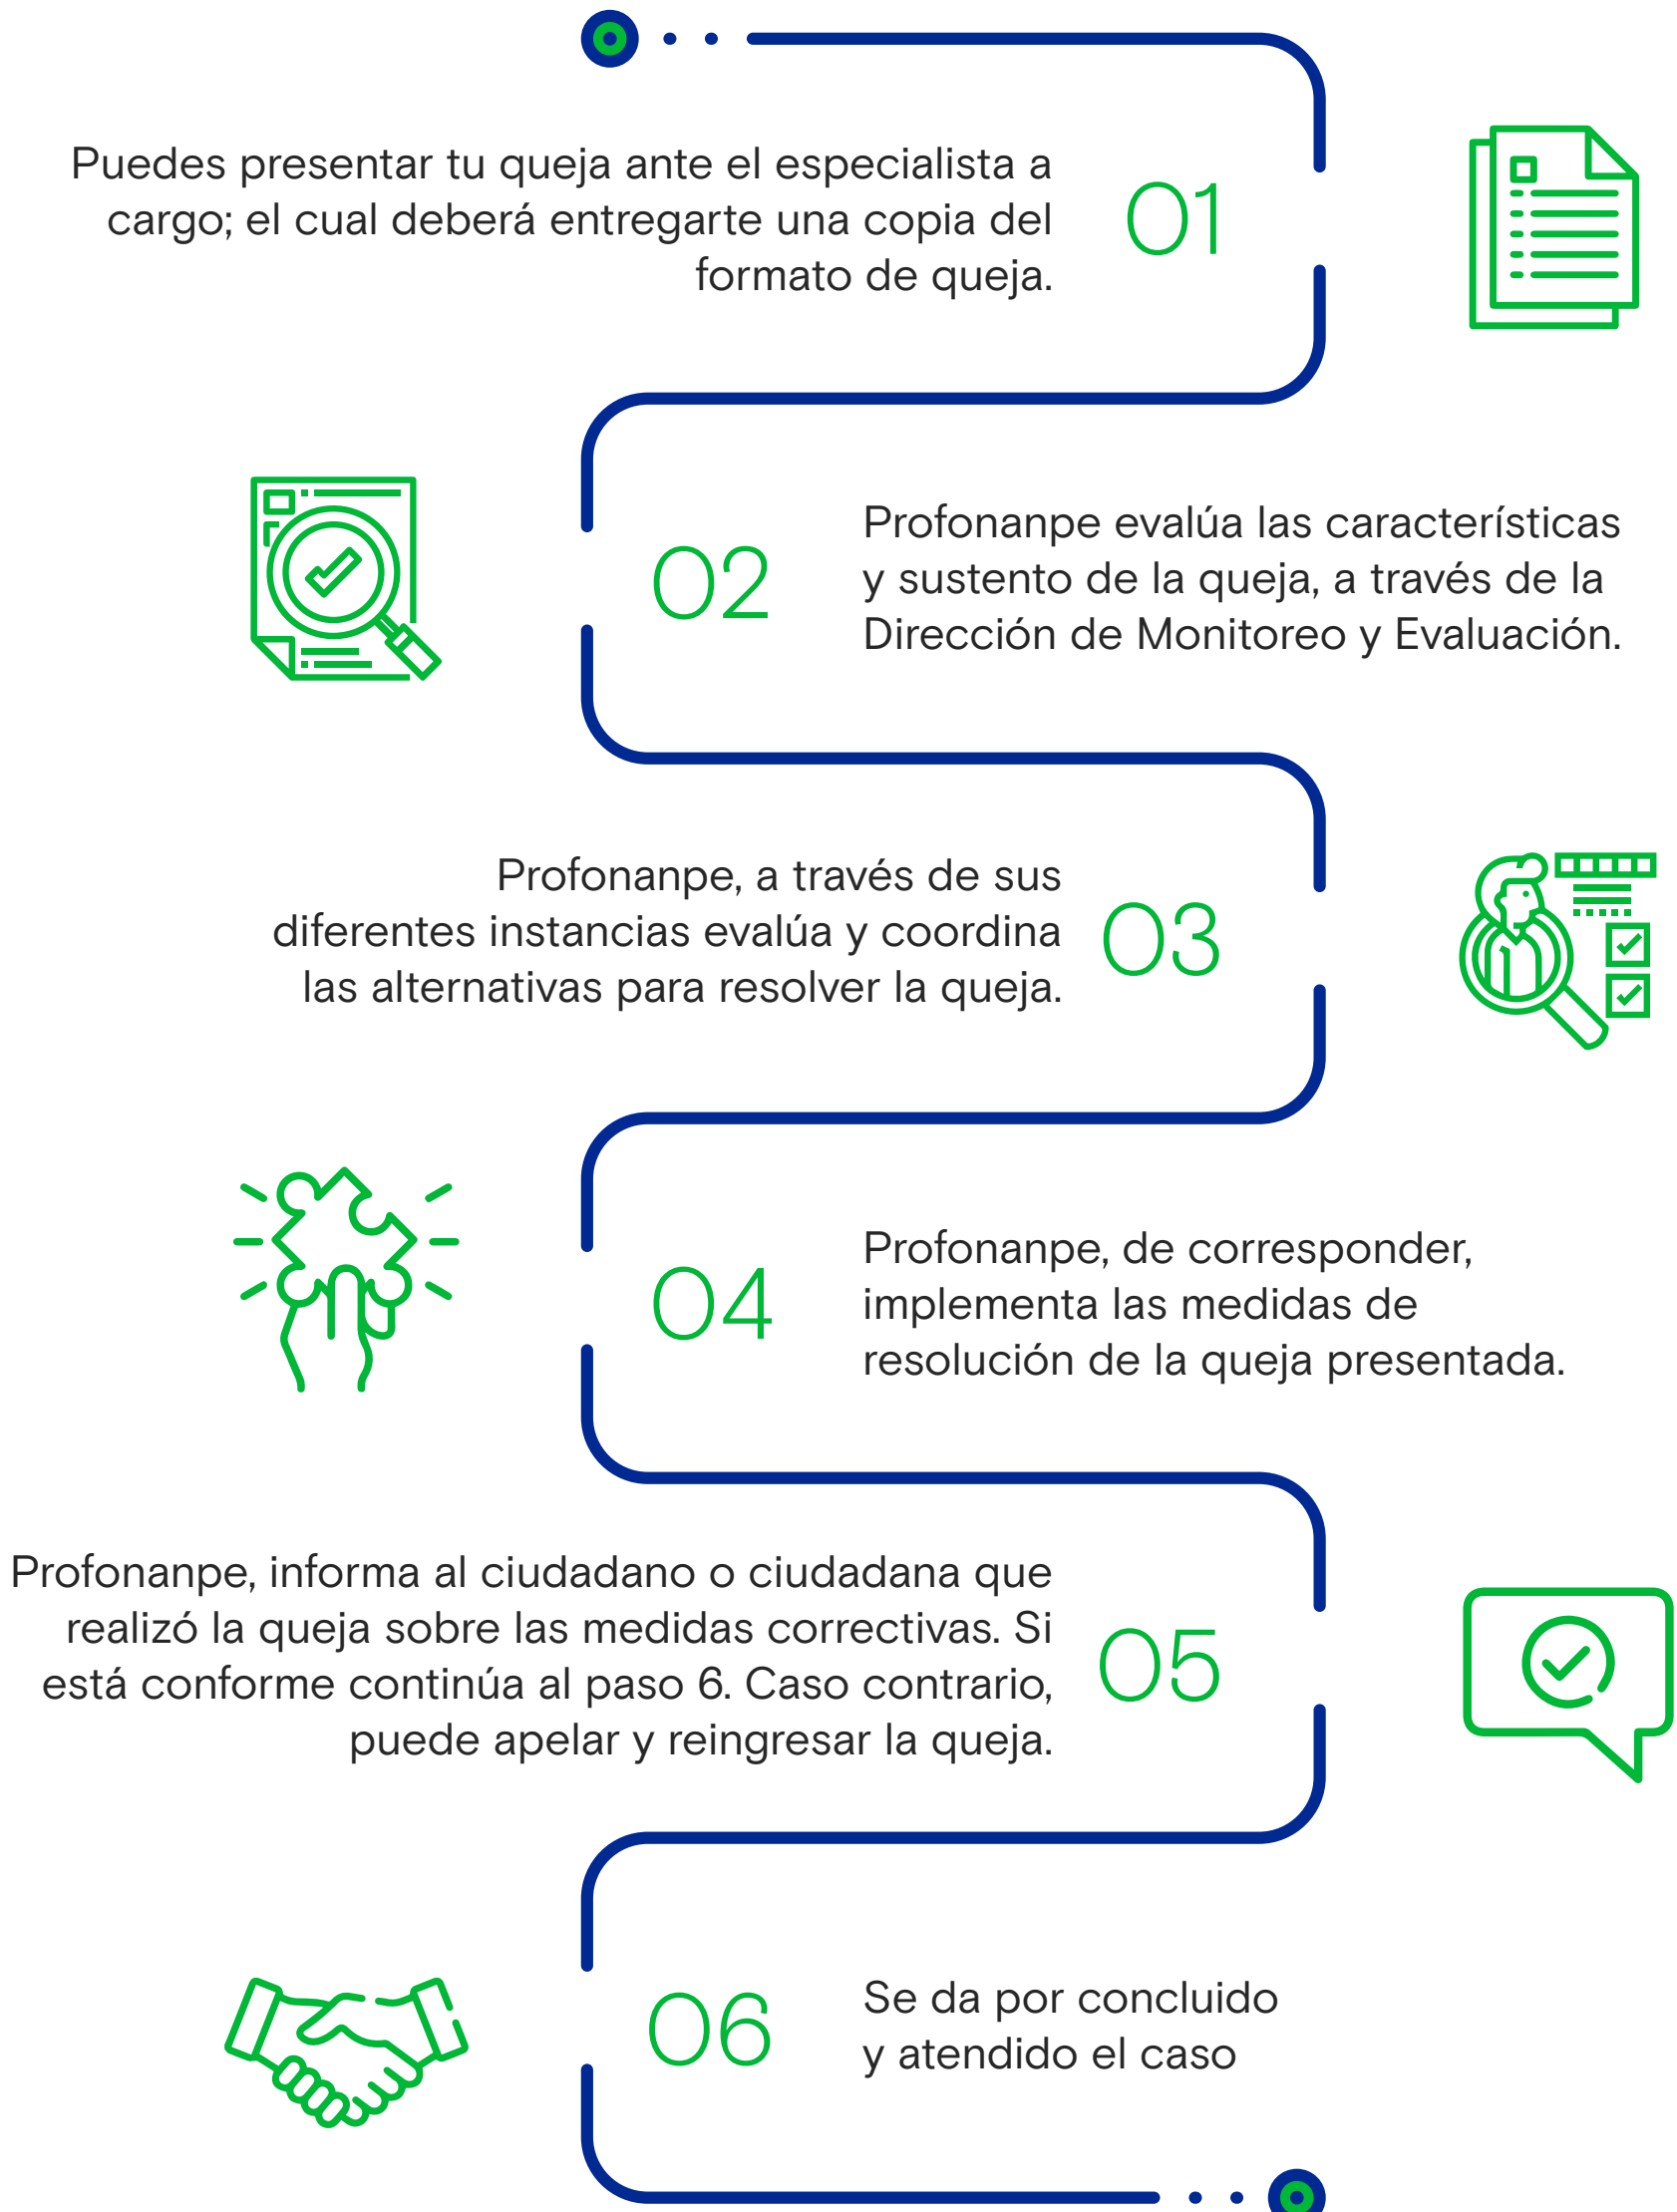 Puedes presentar tu queja ante el especialista a
cargo; el cual deberá entregarte una copia del
formato de queja.
01
02
Profonanpe evalúa las características
y sustento de la queja, a través de la
Dirección de Monitoreo y Evaluación.
Profonanpe, a través de sus
diferentes instancias evalúa y coordina
las alternativas para resolver la queja.
03
04
Profonanpe, de corresponder,
implementa las medidas de
resolución de la queja presentada.
Profonanpe, informa al ciudadano o ciudadana que
realizó la queja sobre las medidas correctivas. Si
está conforme continúa al paso 6. Caso contrario,
puede apelar y reingresar la queja.
05
06
Se da por concluido
y atendido el caso